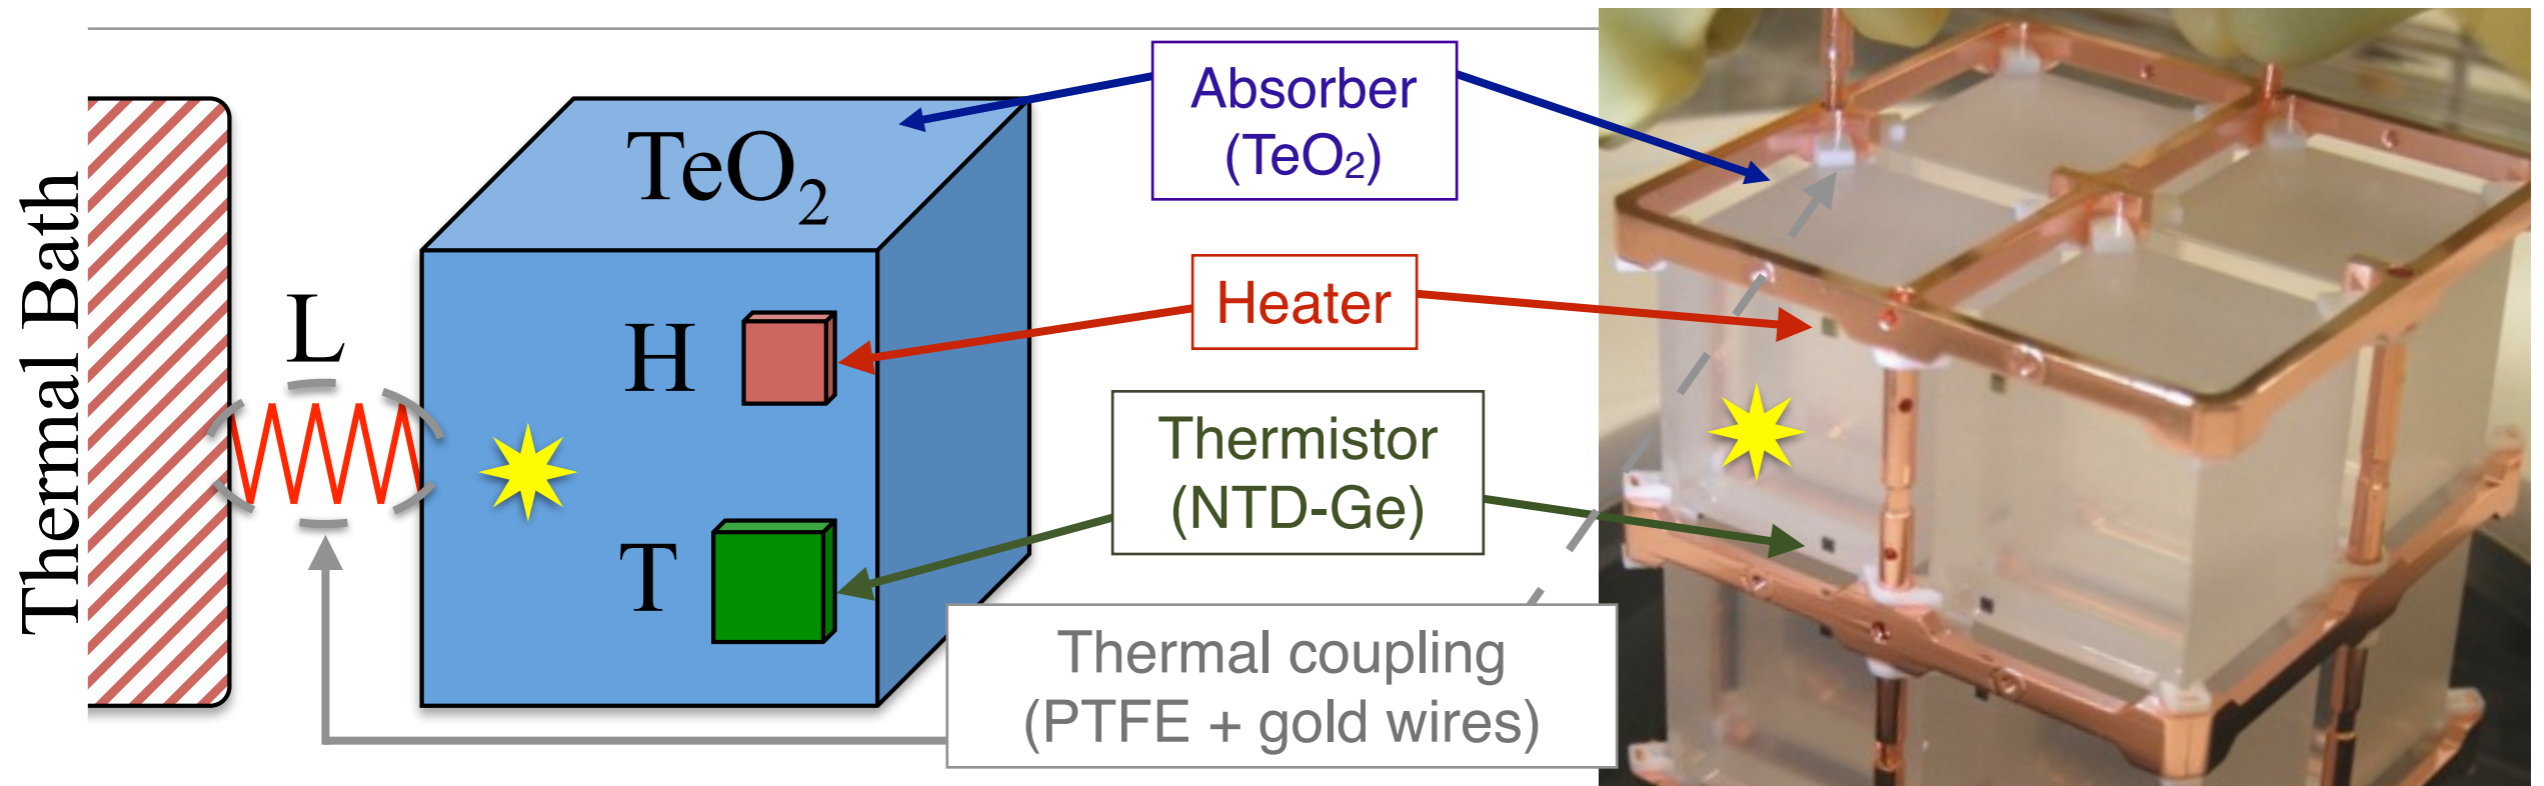 Thermal Bath
L
TeO₂
H
T
Absorber
(TeO₂)
Heater
Thermistor
(NTD-Ge)
Thermal coupling
(PTFE + gold wires)